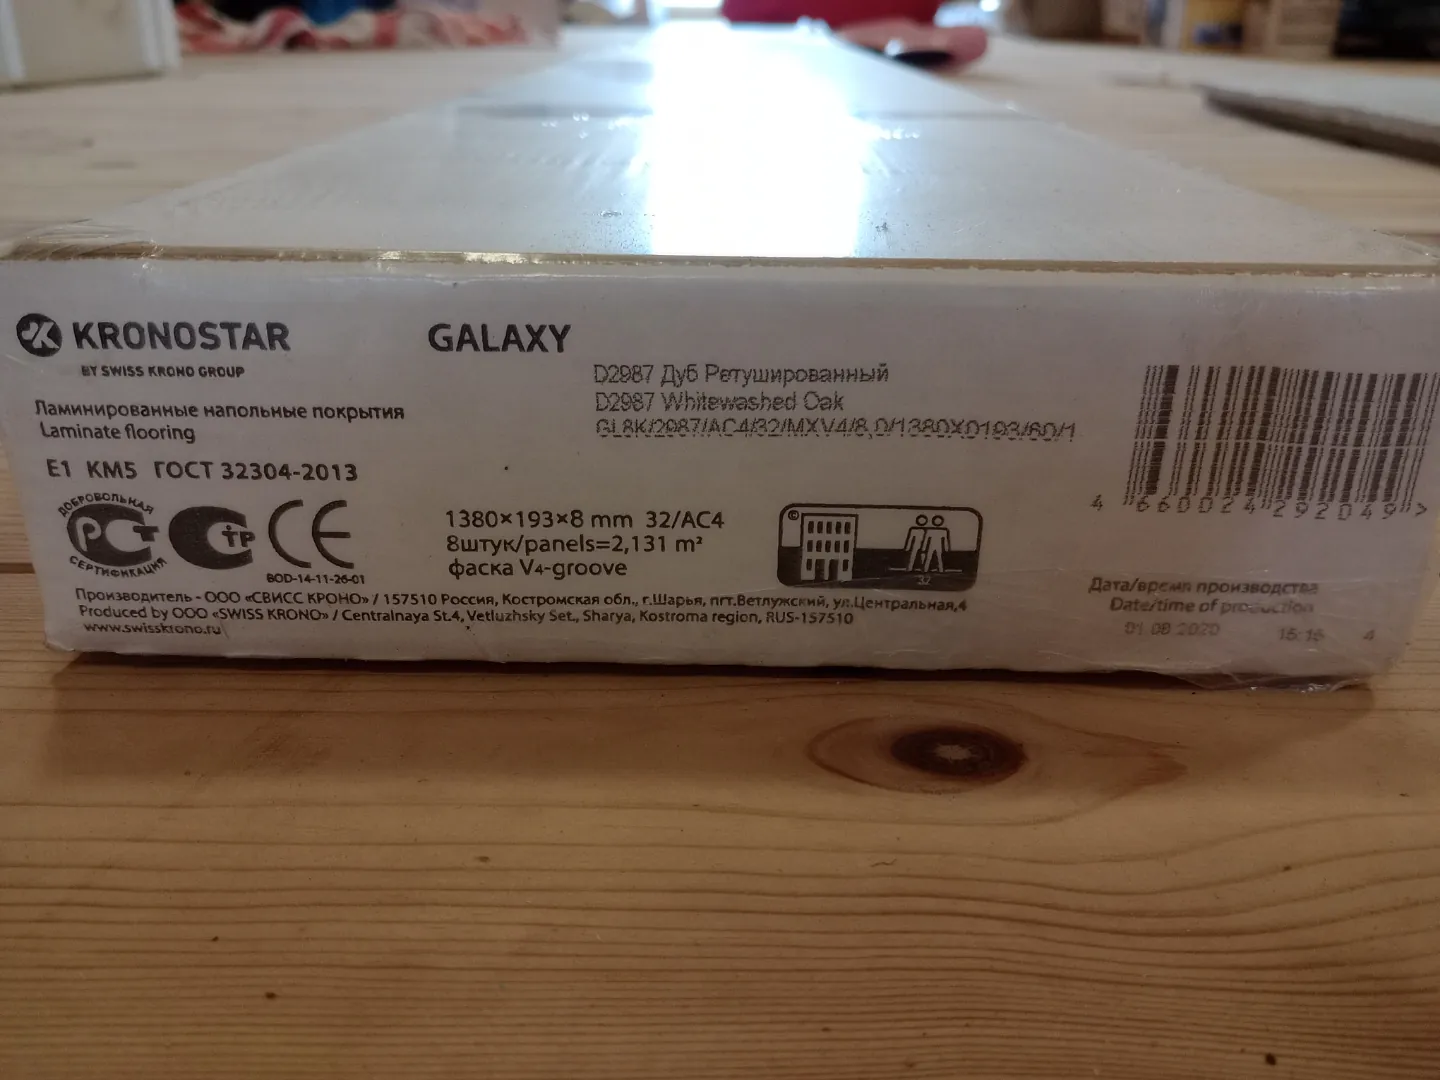 KRONOSTAR
BY SWISS KRONO GROUP
GALAXY
D2987 Дуб Ретушированный
D2987 Whitewashed Oak
GL8K/2987/AC4/32/MXV4/8,0/1380X0193/60/1
Ламинированные напольные покрытия
Laminate flooring
E1 КМ5 ГОСТ 32304-2013
ДОБРОВОЛЬНАЯ
РСТ
СЕРТИФИКАЦИЯ
СТР
CE
BOD-14-11-26-01
1380×193×8 mm 32/AC4
8штук/panels=2,131 m²
фаска V4-groove
©
32
4 660024 292049 >
Производитель - ООО «СВИСС КРОНО» / 157510 Россия, Костромская обл., г.Шарья, пгт.Ветлужский, ул.Центральная,4
Produced by OOO «SWISS KRONO» / Centralnaya St.4, Vetluzhsky Set., Sharya, Kostroma region, RUS-157510
www.swisskrono.ru
Дата/время производства
Date/time of production
01.08.2020 15:15 4